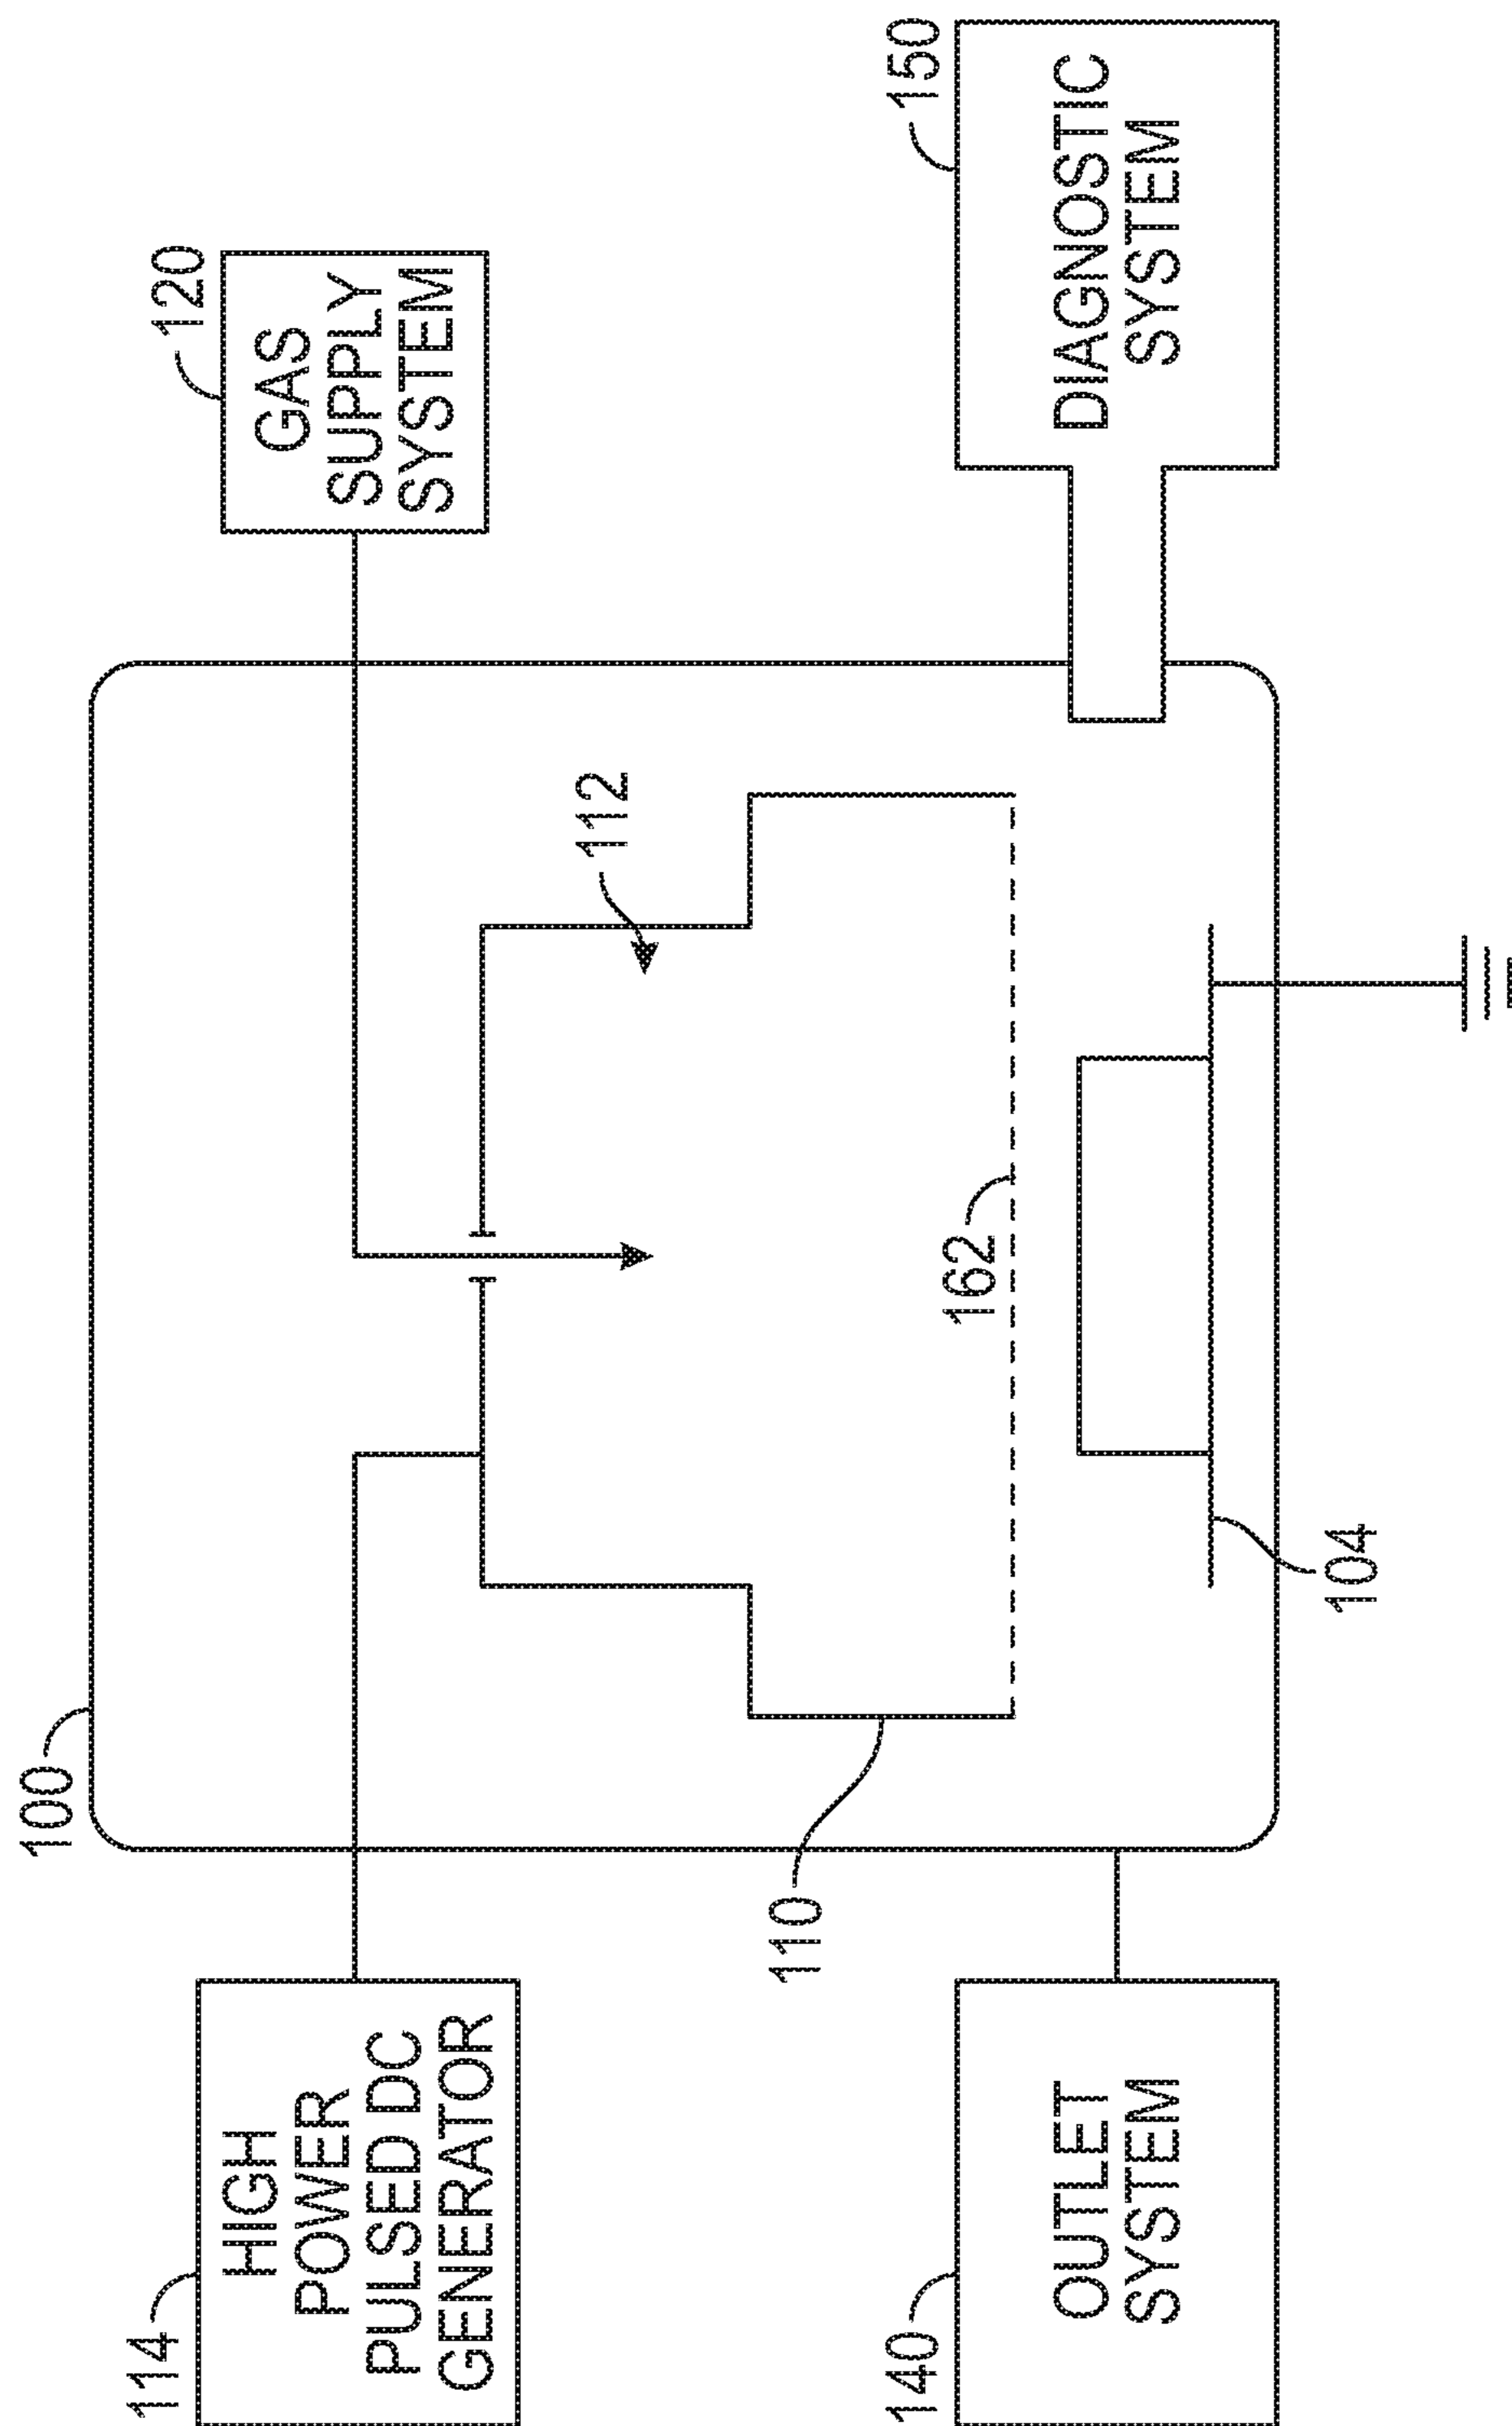 100
114
HIGH
POWER
PULSED DC
GENERATOR
120
GAS
SUPPLY
SYSTEM
112
110
162
140
OUTLET
SYSTEM
150
DIAGNOSTIC
SYSTEM
104